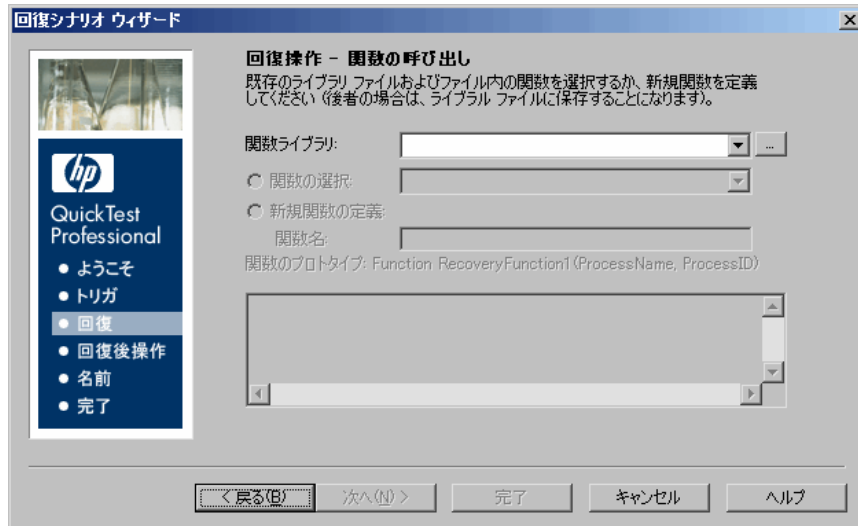 回復シナリオ ウィザード
回復操作 - 関数の呼び出し
既存のライブラリ ファイルおよびファイル内の関数を選択するか、新規関数を定義
してください (後者の場合は、ライブラル ファイルに保存することになります)。
関数ライブラリ:
...
関数の選択:
新規関数の定義:
関数名:
関数のプロトタイプ: Function RecoveryFunction1(ProcessName, ProcessID)
hp
QuickTest
Professional
● ようこそ
● トリガ
● 回復
● 回復後操作
● 名前
● 完了
< 戻る(B) 次へ(N) > 完了 キャンセル ヘルプ